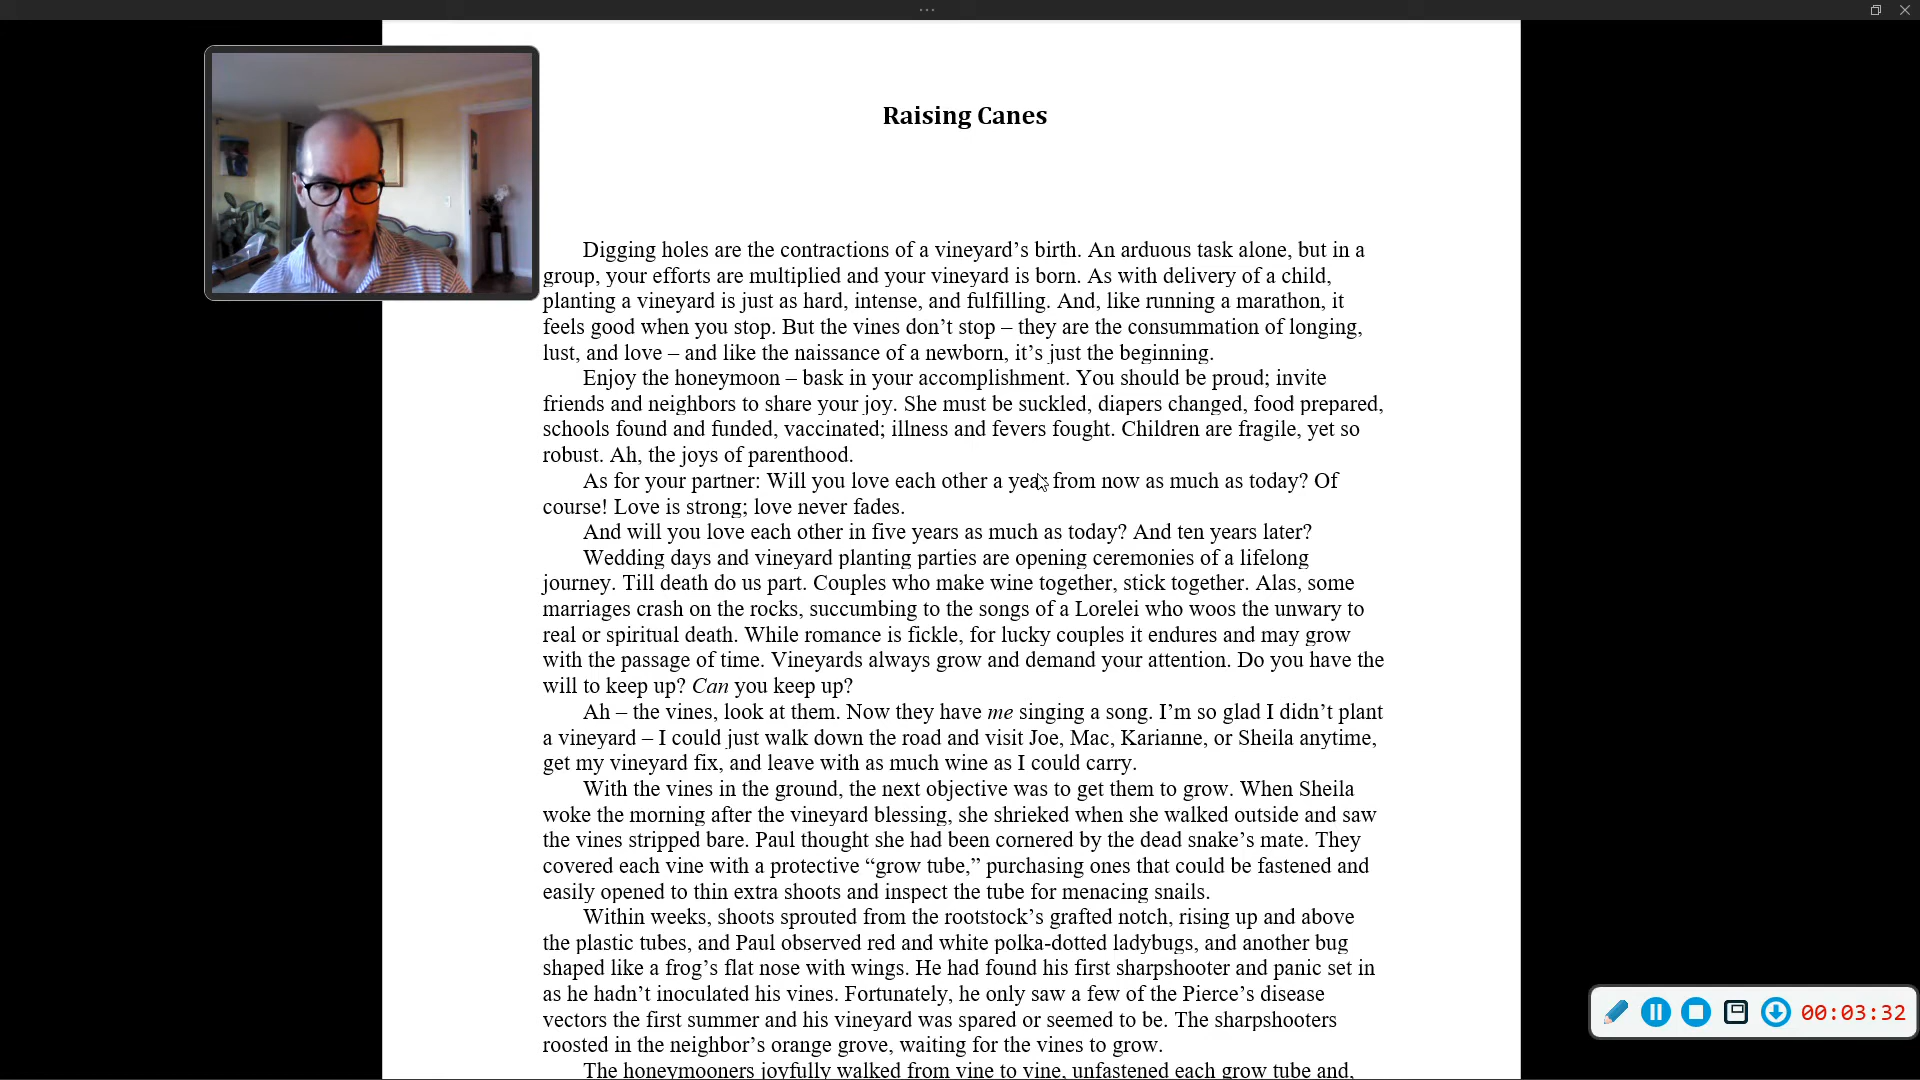 Raising Canes
Digging holes are the contractions of a vineyard’s birth. An arduous task alone, but in a
group, your efforts are multiplied and your vineyard is born. As with delivery of a child,
planting a vineyard is just as hard, intense, and fulfilling. And, like running a marathon, it
feels good when you stop. But the vines don’t stop – they are the consummation of longing,
lust, and love – and like the naissance of a newborn, it’s just the beginning.
Enjoy the honeymoon – bask in your accomplishment. You should be proud; invite
friends and neighbors to share your joy. She must be suckled, diapers changed, food prepared,
schools found and funded, vaccinated; illness and fevers fought. Children are fragile, yet so
robust. Ah, the joys of parenthood.
As for your partner: Will you love each other a year from now as much as today? Of
course! Love is strong; love never fades.
And will you love each other in five years as much as today? And ten years later?
Wedding days and vineyard planting parties are opening ceremonies of a lifelong
journey. Till death do us part. Couples who make wine together, stick together. Alas, some
marriages crash on the rocks, succumbing to the songs of a Lorelei who woos the unwary to
real or spiritual death. While romance is fickle, for lucky couples it endures and may grow
with the passage of time. Vineyards always grow and demand your attention. Do you have the
will to keep up? Can you keep up?
Ah – the vines, look at them. Now they have me singing a song. I’m so glad I didn’t plant
a vineyard – I could just walk down the road and visit Joe, Mac, Karianne, or Sheila anytime,
get my vineyard fix, and leave with as much wine as I could carry.
With the vines in the ground, the next objective was to get them to grow. When Sheila
woke the morning after the vineyard blessing, she shrieked when she walked outside and saw
the vines stripped bare. Paul thought she had been cornered by the dead snake’s mate. They
covered each vine with a protective “grow tube,” purchasing ones that could be fastened and
easily opened to thin extra shoots and inspect the tube for menacing snails.
Within weeks, shoots sprouted from the rootstock’s grafted notch, rising up and above
the plastic tubes, and Paul observed red and white polka-dotted ladybugs, and another bug
shaped like a frog’s flat nose with wings. He had found his first sharpshooter and panic set in
as he hadn’t inoculated his vines. Fortunately, he only saw a few of the Pierce’s disease
vectors the first summer and his vineyard was spared or seemed to be. The sharpshooters
roosted in the neighbor’s orange grove, waiting for the vines to grow.
The honeymooners joyfully walked from vine to vine, unfastened each grow tube and,
00:03:32